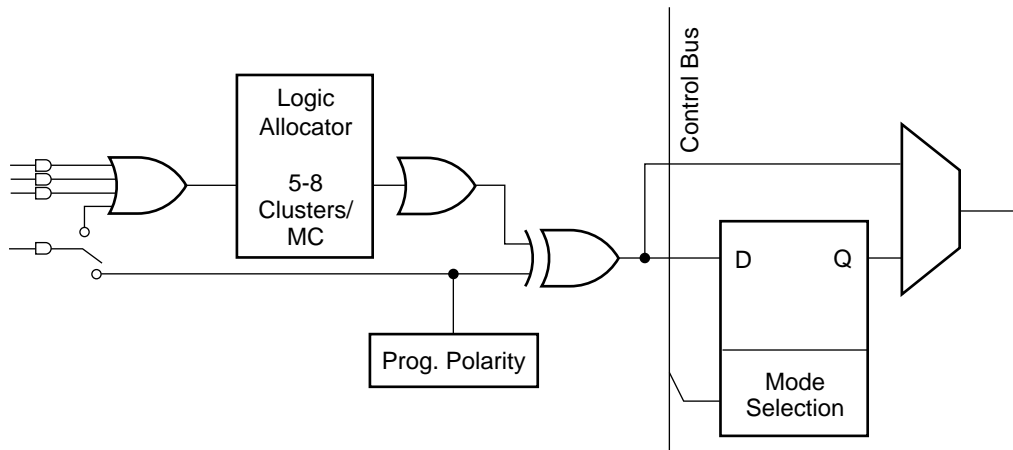 Control Bus
Logic
Allocator
5-8
Clusters/
MC
D
Q
Prog. Polarity
Mode
Selection